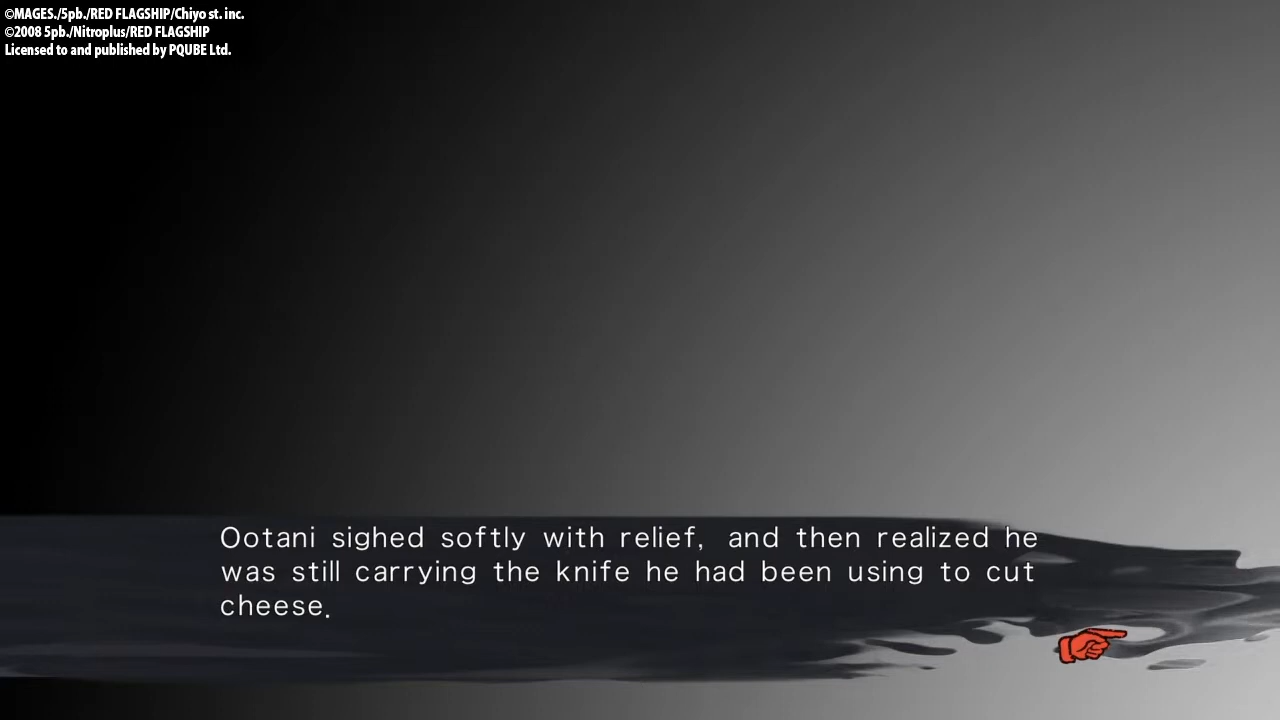 ©MAGES./5pb./RED FLAGSHIP/Chiyo st. inc.
©2008 5pb./Nitroplus/RED FLAGSHIP
Licensed to and published by PQUBE Ltd.
Ootani sighed softly with relief, and then realized he
was still carrying the knife he had been using to cut
cheese.